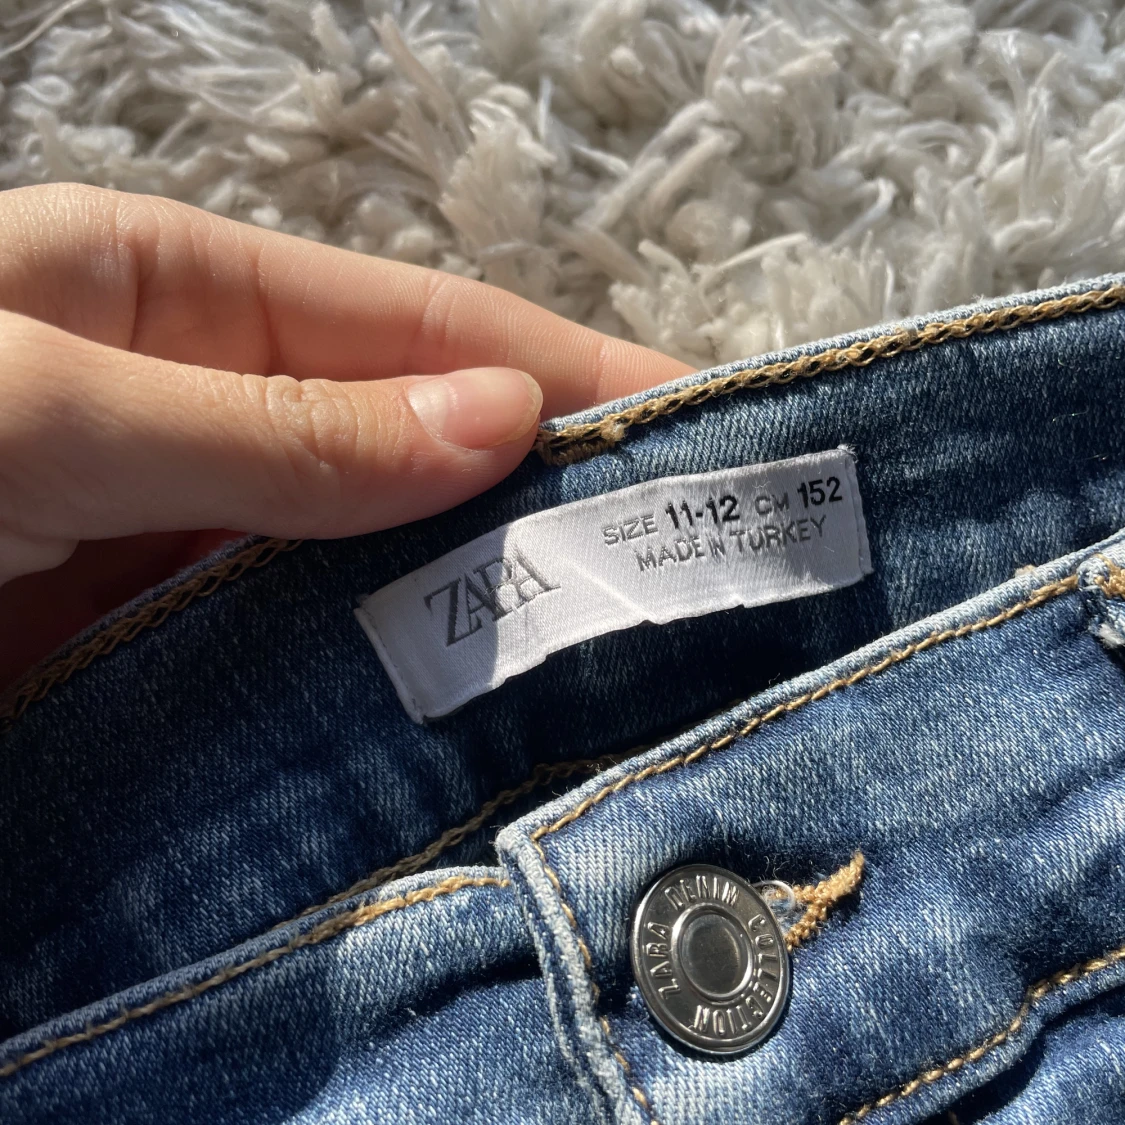 ZARA
SIZE 11-12 CM 152
MADE IN TURKEY
ZARA DENIM COLLECTION